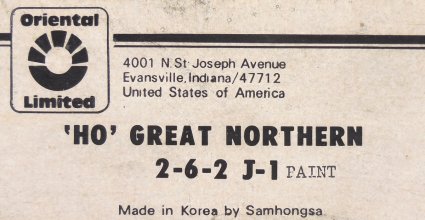 Oriental
Limited
4001 N. St. Joseph Avenue
Evansville, Indiana/47712
United States of America
'HO' GREAT NORTHERN
2-6-2 J-1 PAINT
Made in Korea by Samhongsa